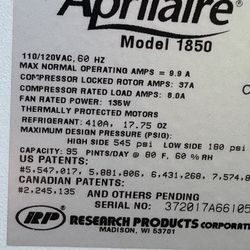 Aprilaire®
Model 1850
110/120VAC, 60 HZ
MAX NORMAL OPERATING AMPS = 9.9 A
COMPRESSOR LOCKED ROTOR AMPS: 37A
COMPRESSOR RATED LOAD AMPS: 8.0A
FAN RATED POWER: 135W
THERMALLY PROTECTED MOTORS
REFRIGERANT: 410A, 17.75 OZ
MAXIMUM DESIGN PRESSURE (PSIG):
HIGH SIDE 545 psi LOW SIDE 180 psi
CAPACITY: 95 PINTS/DAY @ 80 F, 60 % RH
U.S. PATENTS:
#5,547,017, 5,881,806, 6,431,268, 7,574,8
CANADIAN PATENTS:
#2,245,135 AND OTHERS PENDING
SERIAL NO: 372017A66105
RP RESEARCH PRODUCTS corporation
MADISON, WI 53701